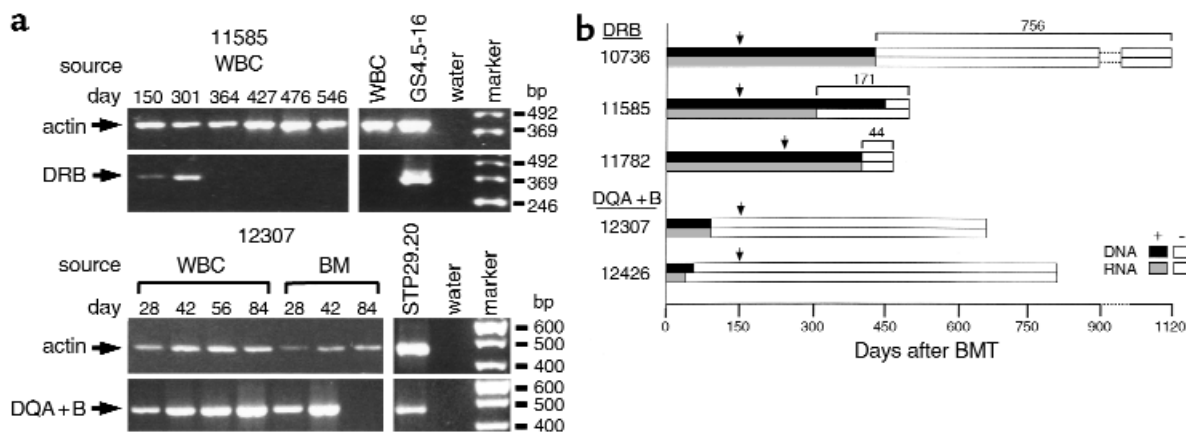 a
11585
source WBC
day 150 301 364 427 476 546 WBC GS4.5-16 water marker bp
actin 492
369
DRB 492
369
246
12307
source WBC BM
day 28 42 56 84 28 42 84 STP29.20 water marker bp
actin 600
500
400
DQA+B 600
500
400
b
DRB 756
10736
171
11585
44
11782
DQA+B
12307
+ -
DNA
RNA
12426
0 150 300 450 600 750 900 1120
Days after BMT